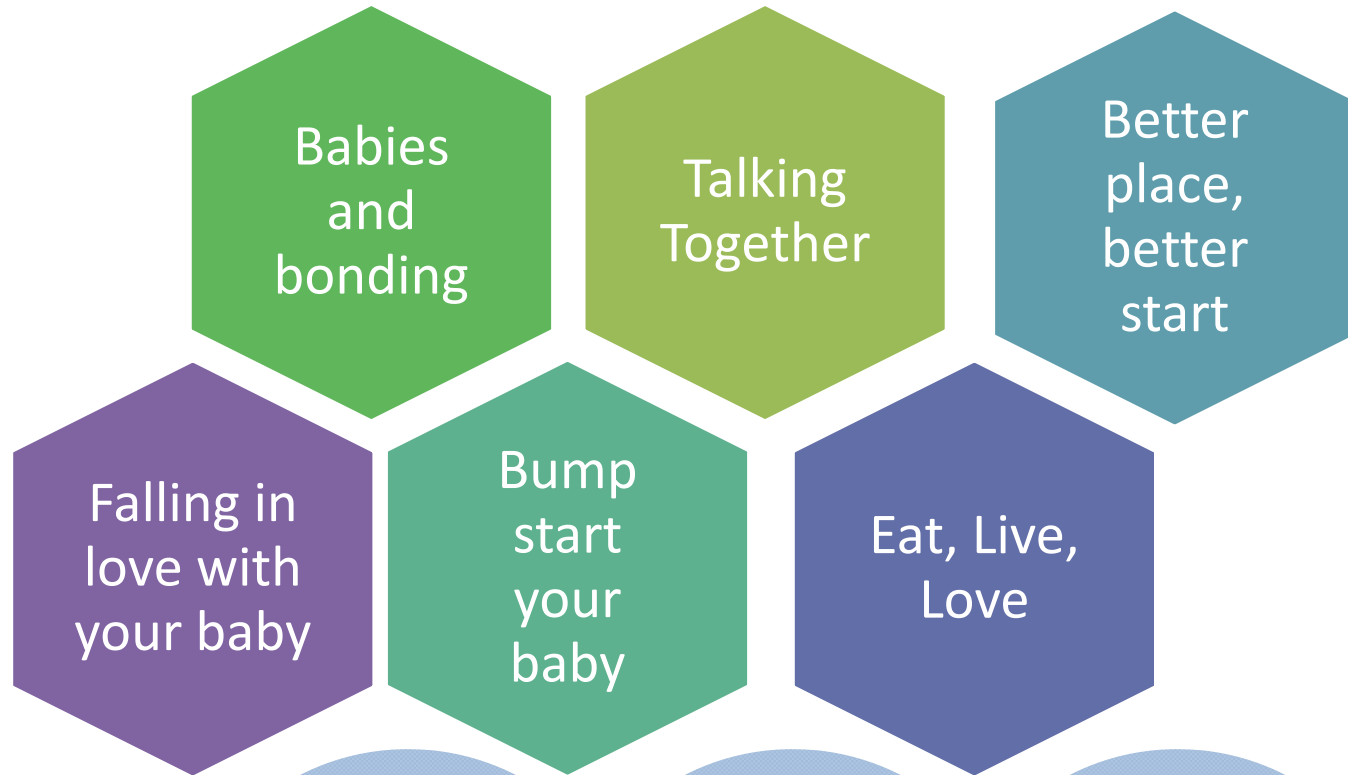 Babies
and
bonding
Talking
Together
Better
place,
better
start
Falling in
love with
your baby
Bump
start
your
baby
Eat, Live,
Love